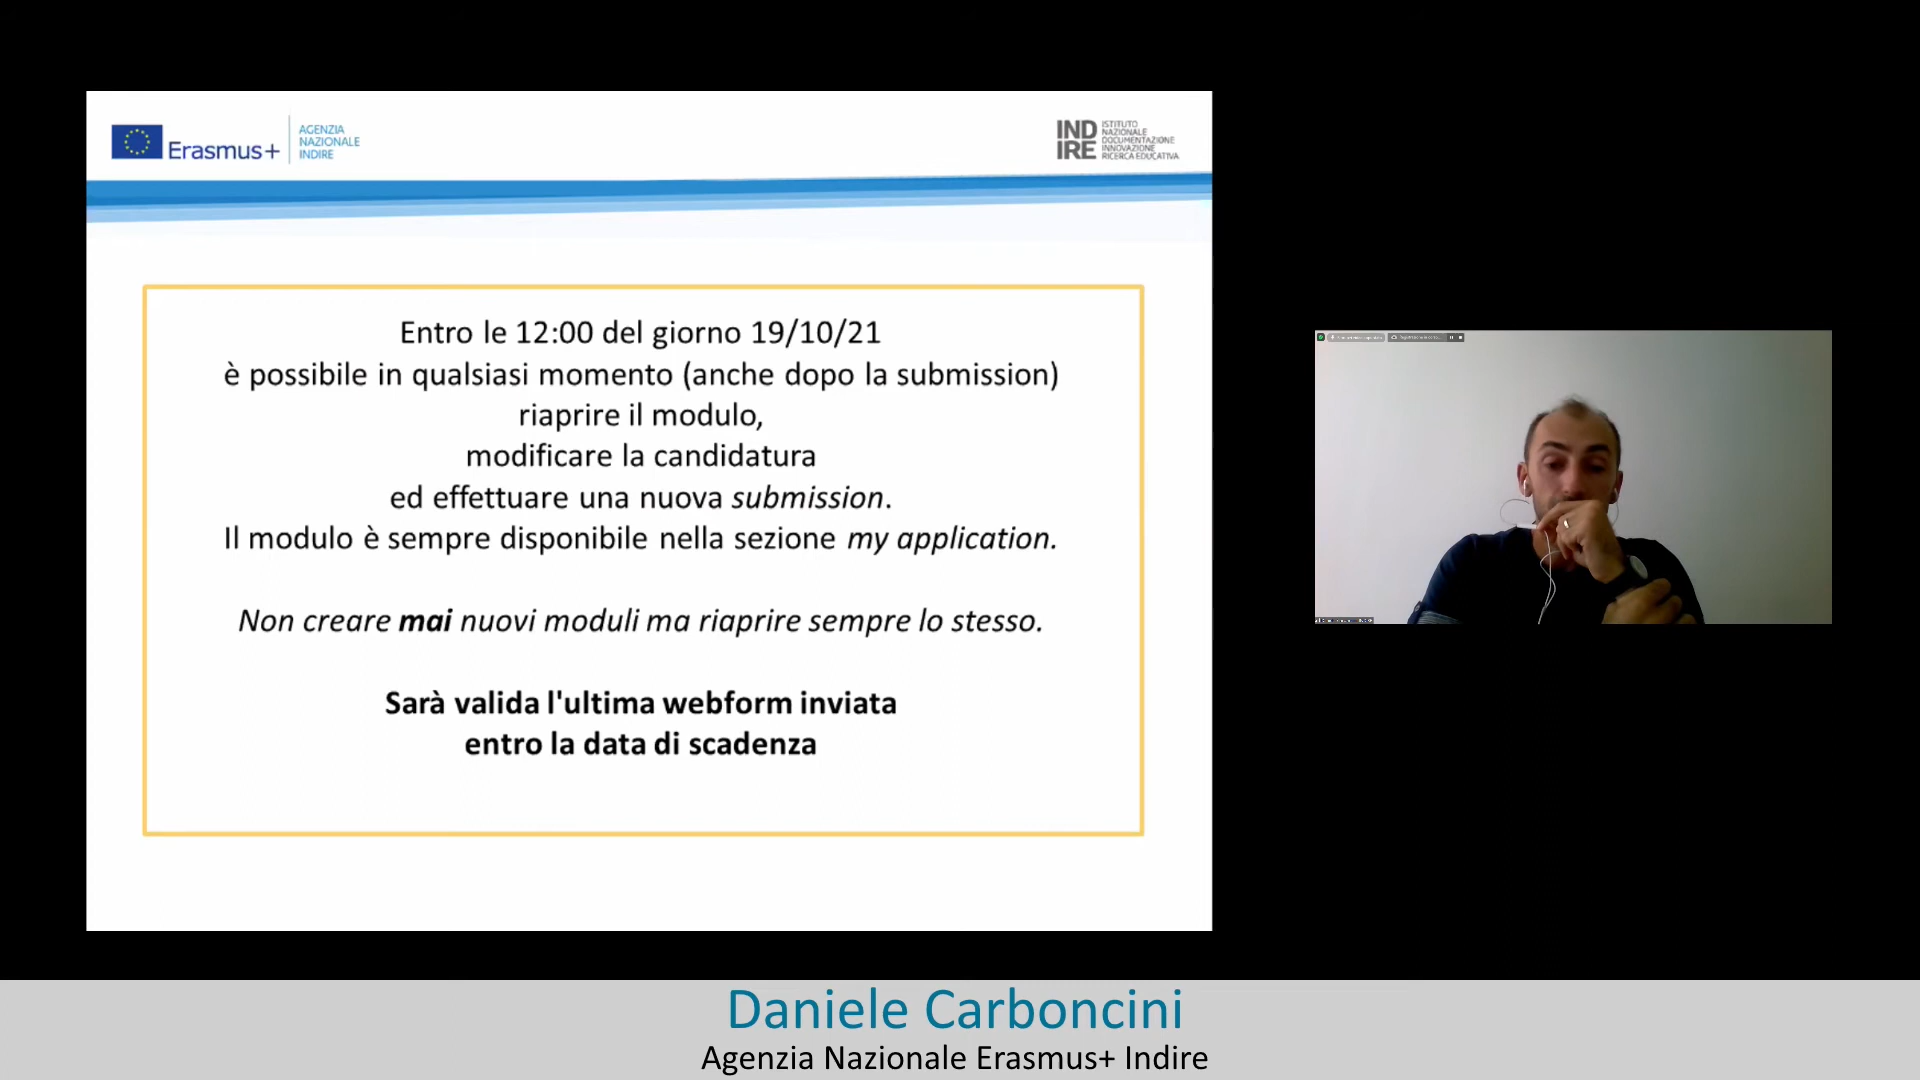 Erasmus+
AGENZIA
NAZIONALE
INDIRE
IND
IRE
ISTITUTO
NAZIONALE
DOCUMENTAZIONE
INNOVAZIONE
RICERCA EDUCATIVA
Entro le 12:00 del giorno 19/10/21
è possibile in qualsiasi momento (anche dopo la submission)
riaprire il modulo,
modificare la candidatura
ed effettuare una nuova submission.
Il modulo è sempre disponibile nella sezione my application.
Non creare mai nuovi moduli ma riaprire sempre lo stesso.
Sarà valida l'ultima webform inviata
entro la data di scadenza
Daniele Carboncini
Agenzia Nazionale Erasmus+ Indire